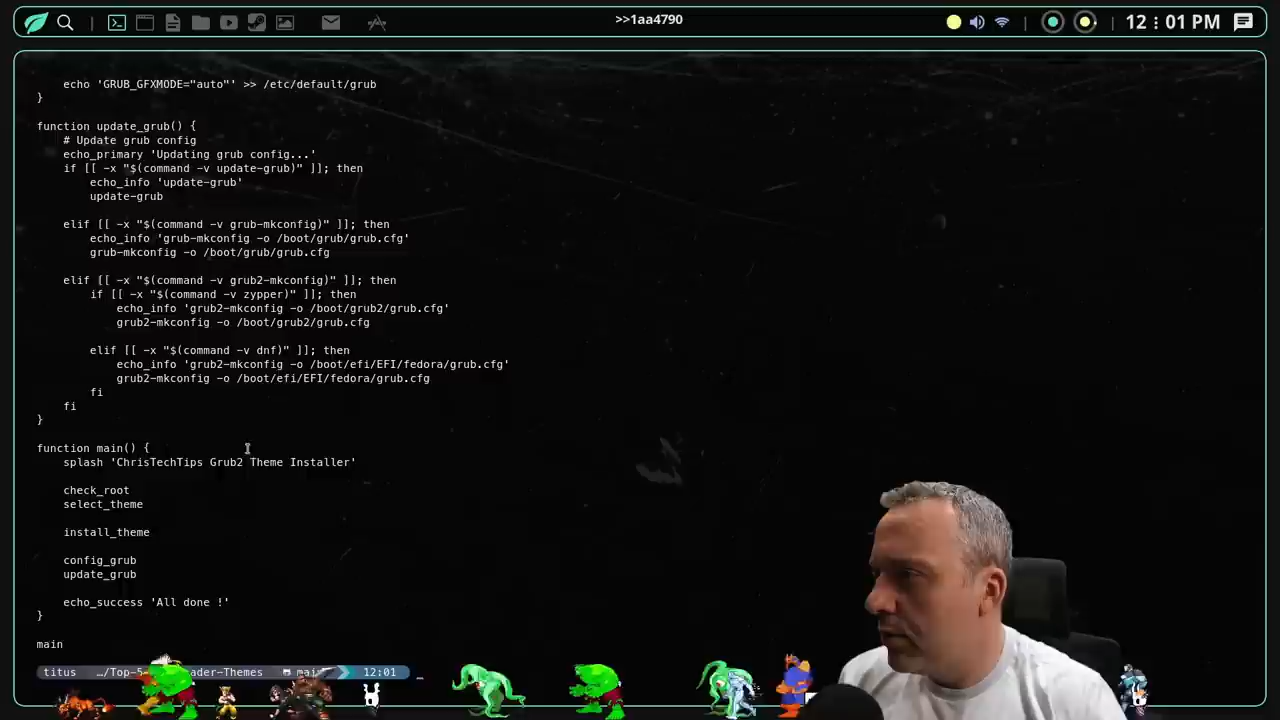 >>1aa4790
12 : 01 PM
echo 'GRUB_GFXMODE="auto"' >> /etc/default/grub
}
function update_grub() {
# Update grub config
echo_primary 'Updating grub config...'
if [[ -x "$(command -v update-grub)" ]]; then
echo_info 'update-grub'
update-grub
elif [[ -x "$(command -v grub-mkconfig)" ]]; then
echo_info 'grub-mkconfig -o /boot/grub/grub.cfg'
grub-mkconfig -o /boot/grub/grub.cfg
elif [[ -x "$(command -v grub2-mkconfig)" ]]; then
if [[ -x "$(command -v zypper)" ]]; then
echo_info 'grub2-mkconfig -o /boot/grub2/grub.cfg'
grub2-mkconfig -o /boot/grub2/grub.cfg
elif [[ -x "$(command -v dnf)" ]]; then
echo_info 'grub2-mkconfig -o /boot/efi/EFI/fedora/grub.cfg'
grub2-mkconfig -o /boot/efi/EFI/fedora/grub.cfg
fi
fi
}
function main() {
splash 'ChrisTechTips Grub2 Theme Installer'
check_root
select_theme
install_theme
config_grub
update_grub
echo_success 'All done !'
}
main
titus …/Top-5 ader-Themes main 12:01